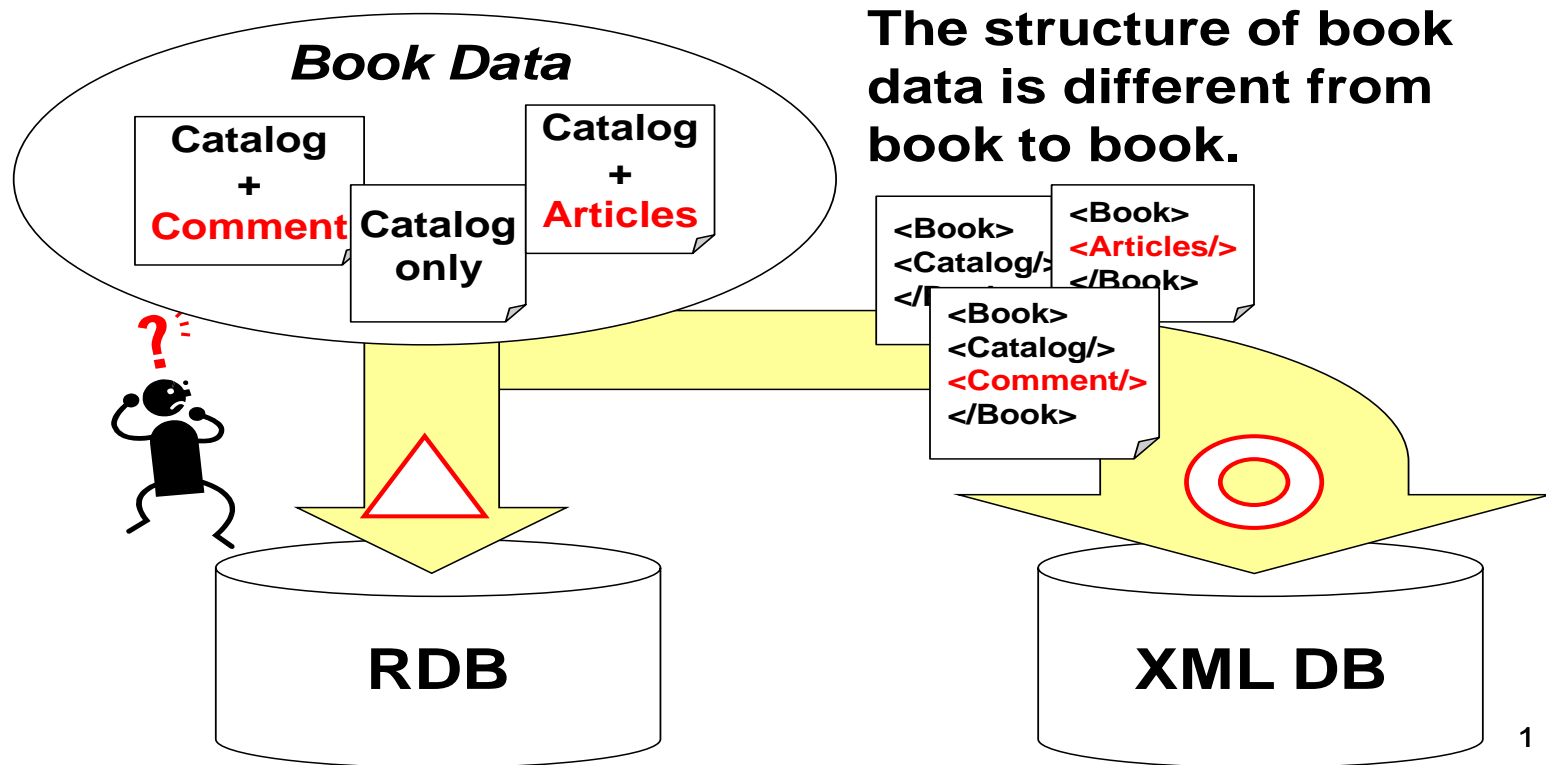 Book Data
Catalog
+
Comment
Catalog
only
Catalog
+
Articles
The structure of book
data is different from
book to book.
<Book>
<Catalog/>
</
<Book>
<Articles/>
</Book>
<Book>
<Catalog/>
<Comment/>
</Book>
?
RDB
XML DB
1